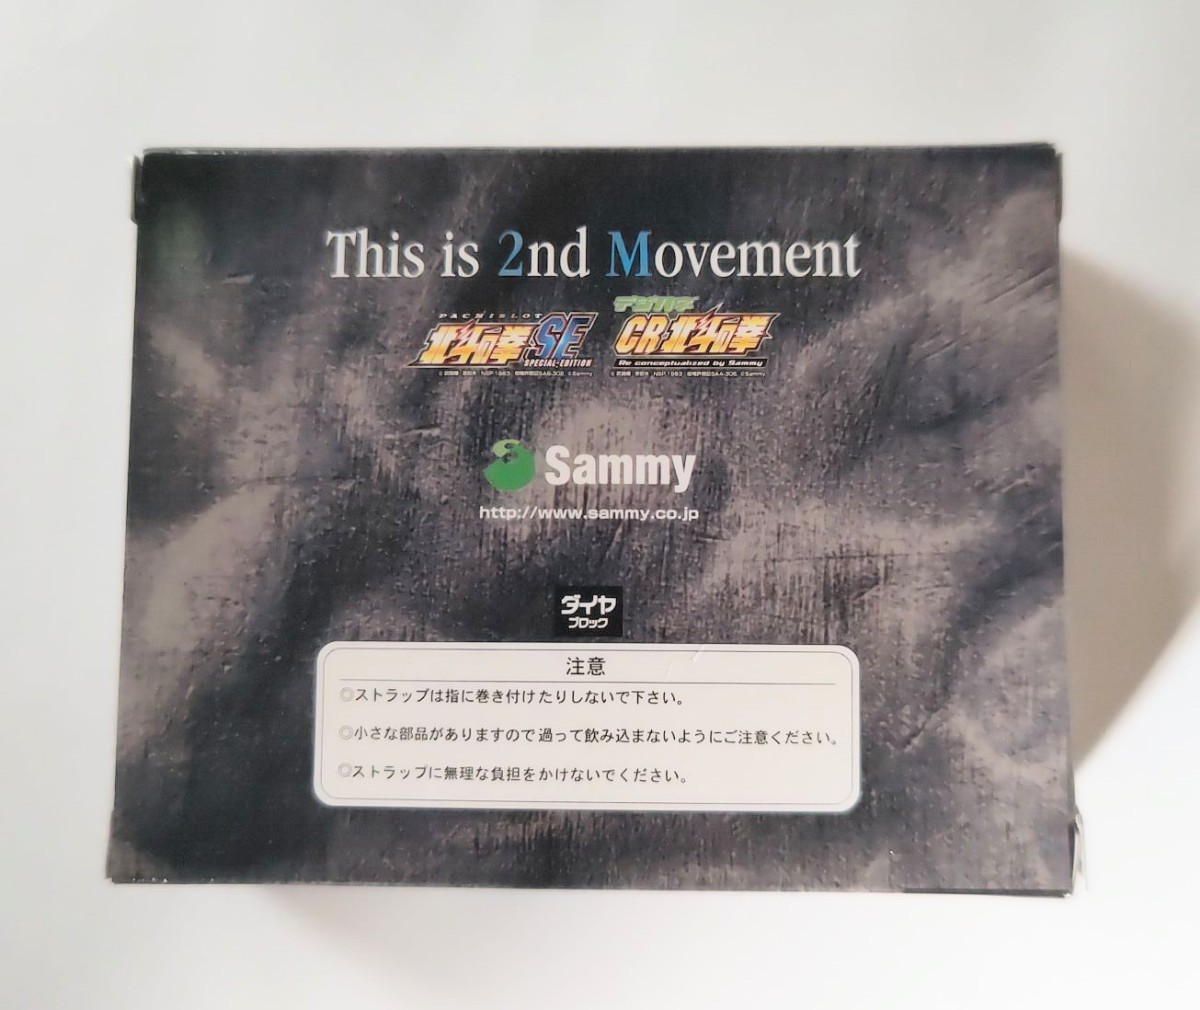 This is 2nd Movement
PACHISLOT
北斗の拳 SE
SPECIAL EDITION
デジハチ
CR北斗の拳
Re conceptualized by Sammy
Sammy
http://www.sammy.co.jp
ダイヤ
ブロック
注意
◎ストラップは指に巻き付けたりしないで下さい。
◎小さな部品がありますので過って飲み込まないようにご注意ください。
◎ストラップに無理な負担をかけないでください。